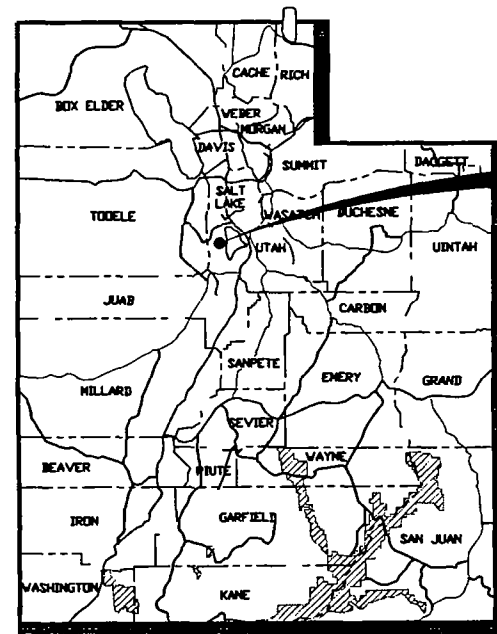 CACHE RICH
BOX ELDER
WEBER
MORGAN
DAVIS
SUMMIT
DAGGETT
SALT
LAKE
TOOELE
WASATCH
DUCHESNE
UTAH
UINTAH
JUAB
CARBON
SANPETE
MILLARD
EMERY
GRAND
SEVIER
BEAVER
PIUTE
WAYNE
IRON
GARFIELD
SAN JUAN
WASHINGTON
KANE